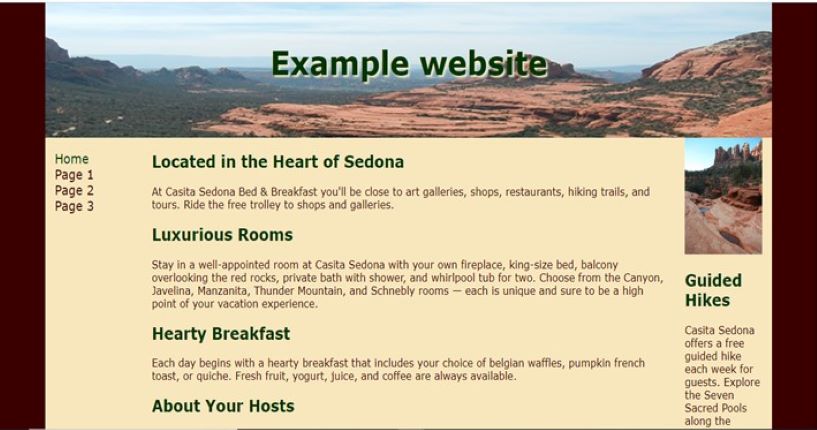 Example website
Home
Page 1
Page 2
Page 3
Located in the Heart of Sedona
At Casita Sedona Bed & Breakfast you'll be close to art galleries, shops, restaurants, hiking trails, and
tours. Ride the free trolley to shops and galleries.
Luxurious Rooms
Stay in a well-appointed room at Casita Sedona with your own fireplace, king-size bed, balcony
overlooking the red rocks, private bath with shower, and whirlpool tub for two. Choose from the Canyon,
Javelina, Manzanita, Thunder Mountain, and Schnebly rooms — each is unique and sure to be a high
point of your vacation experience.
Hearty Breakfast
Each day begins with a hearty breakfast that includes your choice of belgian waffles, pumpkin french
toast, or quiche. Fresh fruit, yogurt, juice, and coffee are always available.
About Your Hosts
Guided
Hikes
Casita Sedona
offers a free
guided hike
each week for
guests. Explore
the Seven
Sacred Pools
along the